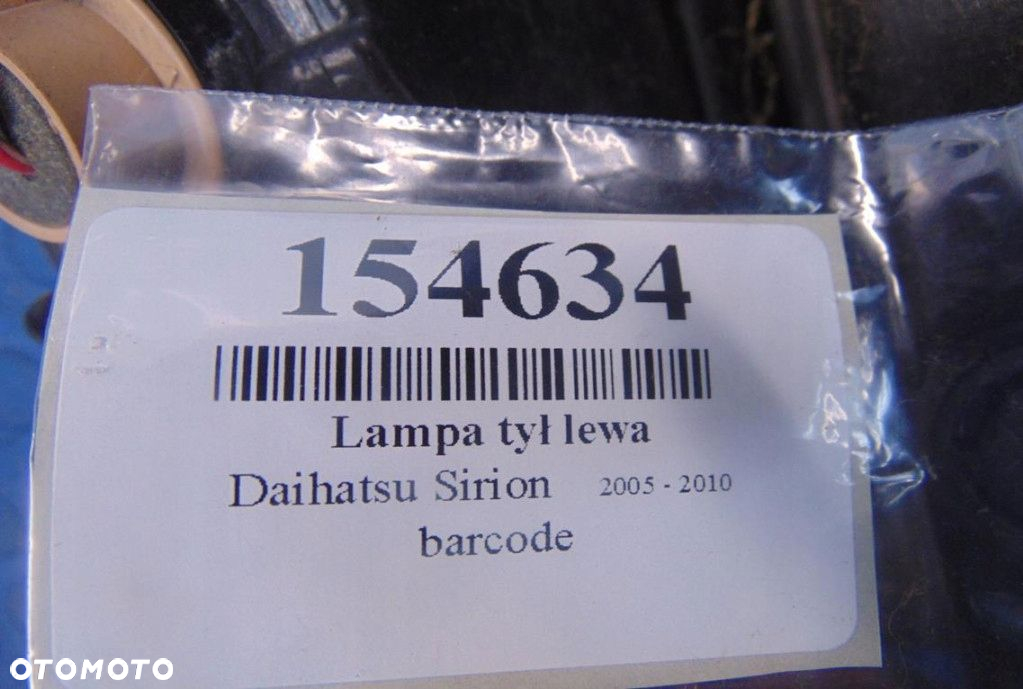 154634
Lampa tył lewa
Daihatsu Sirion 2005 - 2010
barcode
OTOMOTO